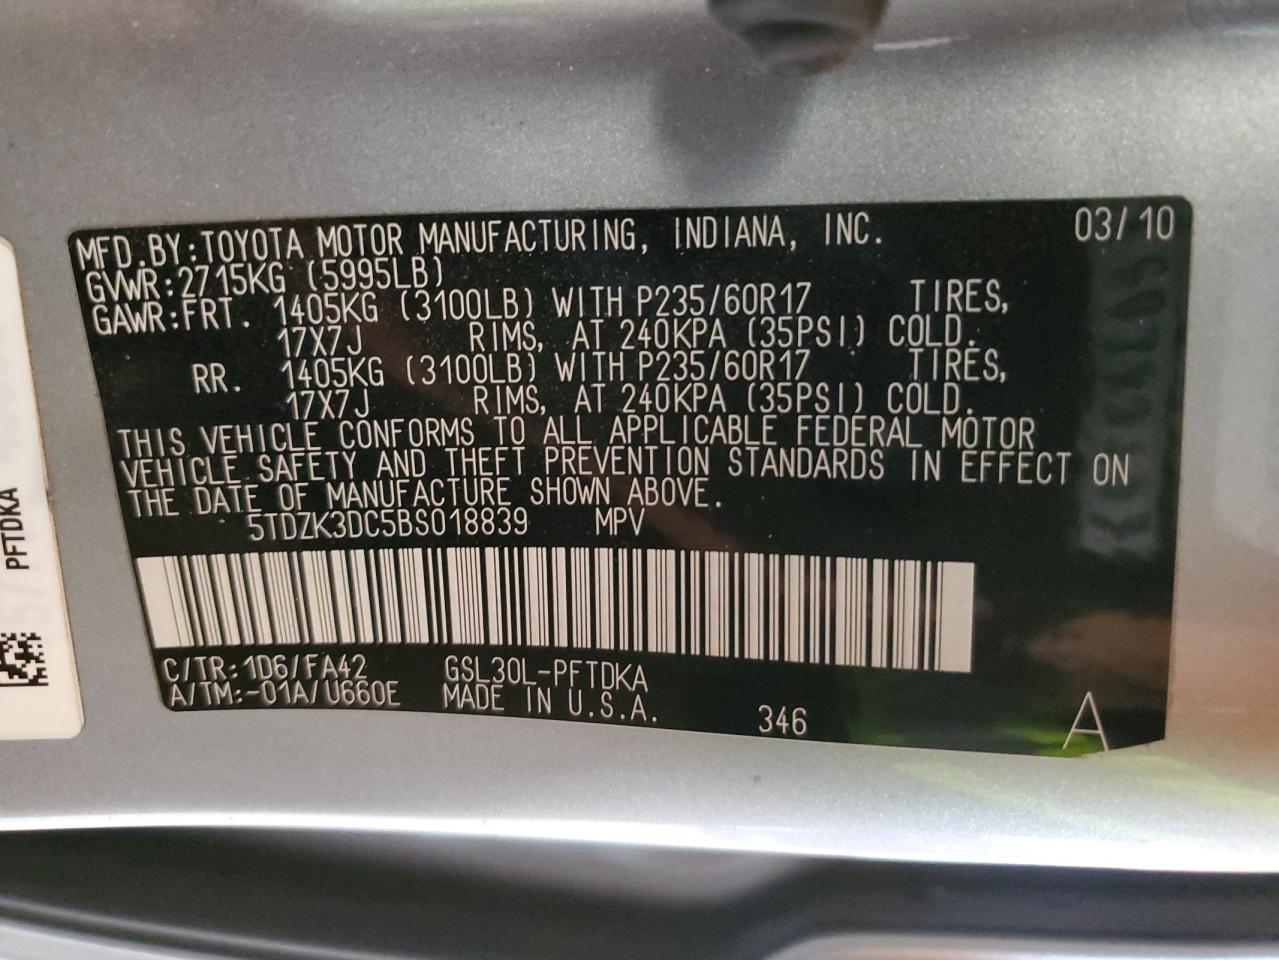 MFD.BY:TOYOTA MOTOR MANUFACTURING, INDIANA, INC. 03/10
GVWR:2715KG (5995LB)
GAWR:FRT. 1405KG (3100LB) WITH P235/60R17 TIRES,
17X7J RIMS, AT 240KPA (35PSI) COLD.
RR. 1405KG (3100LB) WITH P235/60R17 TIRES,
17X7J RIMS, AT 240KPA (35PSI) COLD.
THIS VEHICLE CONFORMS TO ALL APPLICABLE FEDERAL MOTOR
VEHICLE SAFETY AND THEFT PREVENTION STANDARDS IN EFFECT ON
THE DATE OF MANUFACTURE SHOWN ABOVE.
5TDZK3DC5BS018839 MPV
C/TR:1D6/FA42 GSL30L-PFTDKA
A/TM:-01A/U660E MADE IN U.S.A. 346
A
PFTDKA